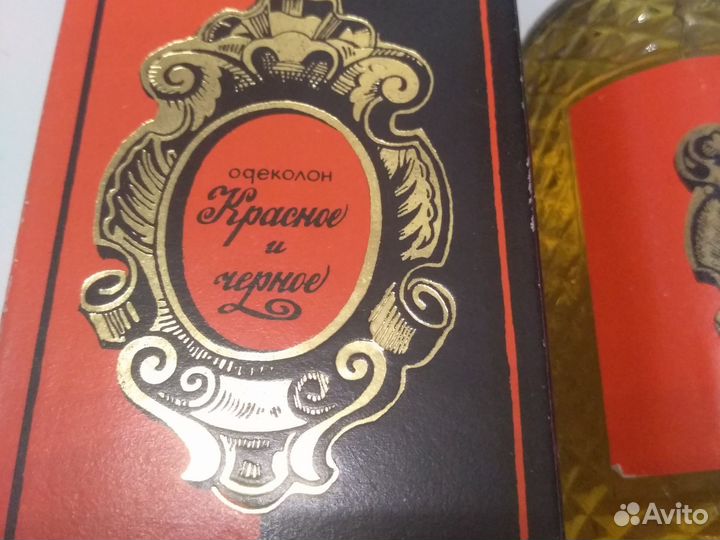 одеколон
Красное
и
черное
Avito